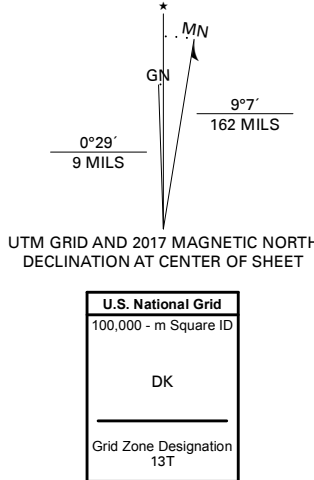 ★
MN
GN
0°29´
9 MILS
9°7´
162 MILS
UTM GRID AND 2017 MAGNETIC NORTH
DECLINATION AT CENTER OF SHEET
U.S. National Grid
100,000 - m Square ID
DK
Grid Zone Designation
13T